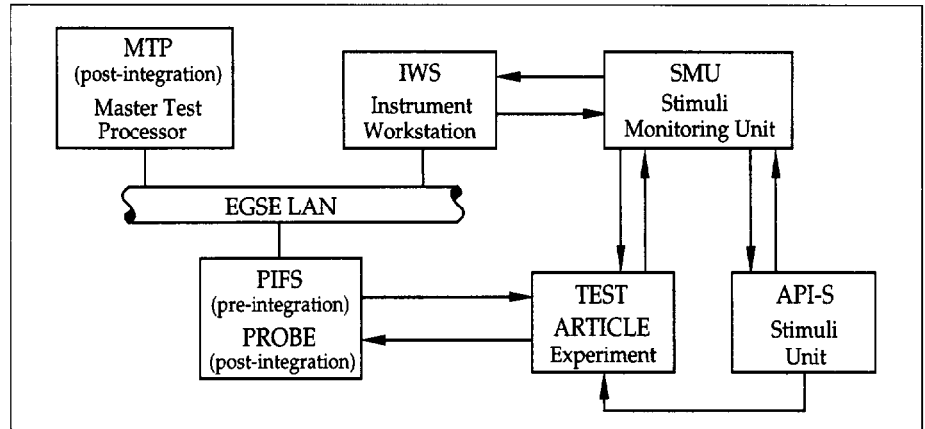 MTP
(post-integration)
Master Test
Processor
IWS
Instrument
Workstation
SMU
Stimuli
Monitoring Unit
EGSE LAN
PIFS
(pre-integration)
PROBE
(post-integration)
TEST
ARTICLE
Experiment
API-S
Stimuli
Unit